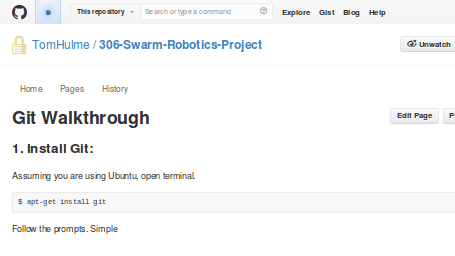 This repository Search or type a command Explore Gist Blog Help
TomHulme / 306-Swarm-Robotics-Project Unwatch
Home Pages History
Git Walkthrough Edit Page P
1. Install Git:
Assuming you are using Ubuntu, open terminal.
$ apt-get install git
Follow the prompts. Simple